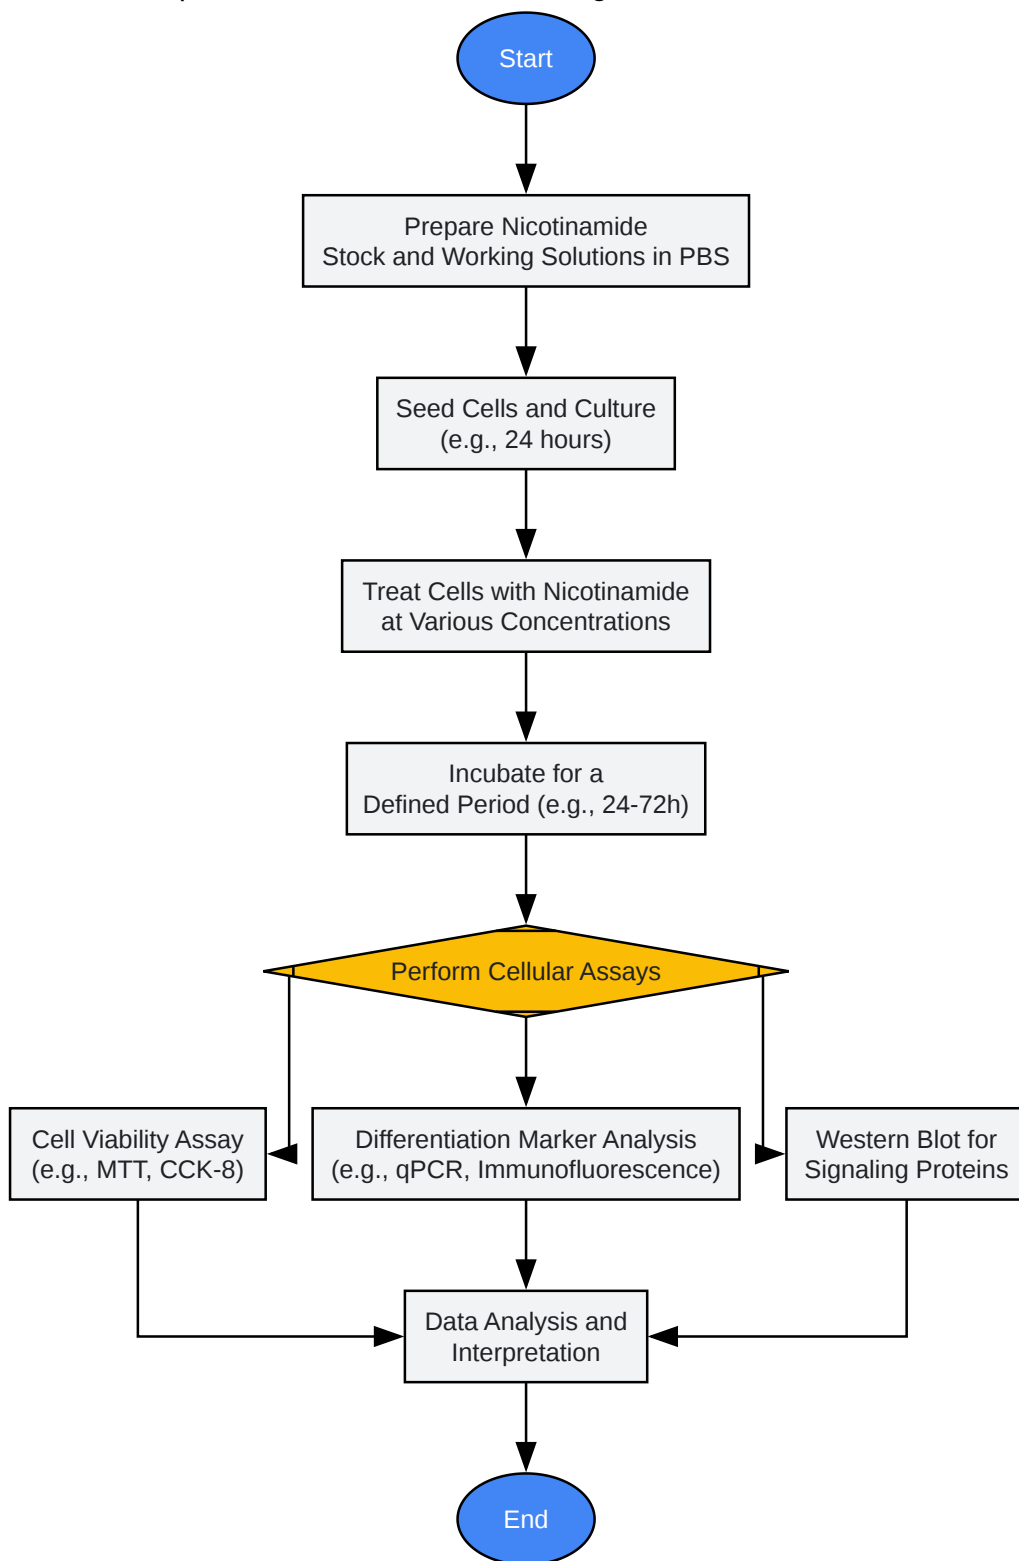 Start
Prepare Nicotinamide
Stock and Working Solutions in PBS
Seed Cells and Culture
(e.g., 24 hours)
Treat Cells with Nicotinamide
at Various Concentrations
Incubate for a
Defined Period (e.g., 24-72h)
Perform Cellular Assays
Cell Viability Assay
(e.g., MTT, CCK-8)
Differentiation Marker Analysis
(e.g., qPCR, Immunofluorescence)
Western Blot for
Signaling Proteins
Data Analysis and
Interpretation
End